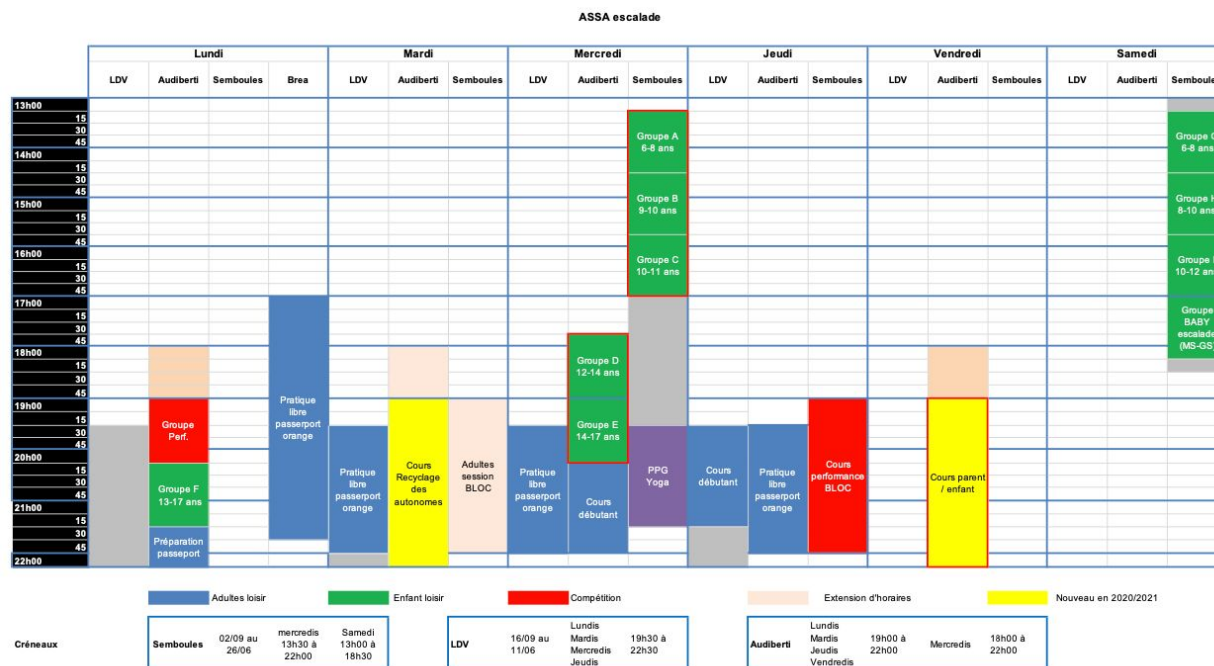 ASSA escalade
Lundi Mardi Mercredi Jeudi Vendredi Samedi
LDV Audiberti Semboules Brea LDV Audiberti Semboules LDV Audiberti Semboules LDV Audiberti Semboules LDV Audiberti Semboules LDV Audiberti Semboules
13h00
15
30
45
14h00
15
30
45
15h00
15
30
45
16h00
15
30
45
17h00
15
30
45
18h00
15
30
45
19h00
15
30
45
20h00
15
30
45
21h00
15
30
45
22h00
Groupe
Perf.
Groupe F
13-17 ans
Préparation
passeport
Pratique
libre
passerport
orange
Pratique
libre
passerport
orange
Cours
Recyclage
des
autonomes
Adultes
session
BLOC
Pratique
libre
passerport
orange
Groupe D
12-14 ans
Groupe E
14-17 ans
Cours
débutant
Groupe A
6-8 ans
Groupe B
9-10 ans
Groupe C
10-11 ans
PPG
Yoga
Cours
débutant
Pratique
libre
passerport
orange
Cours
performance
BLOC
Cours parent
/ enfant
Groupe
6-8 ans
Groupe
8-10 ans
Groupe
10-12 ans
Groupe
BABY
escalade
(MS-GS)
Adultes loisir Enfant loisir Compétition Extension d'horaires Nouveau en 2020/2021
Créneaux
Semboules
02/09 au
26/06
mercredis
13h30 à
22h00
Samedi
13h00 à
18h30
LDV
16/09 au
11/06
Lundis
Mardis
Mercredis
Jeudis
19h30 à
22h30
Audiberti
Lundis
Mardis
Jeudis
Vendredis
19h00 à
22h00
Mercredis
18h00 à
22h00